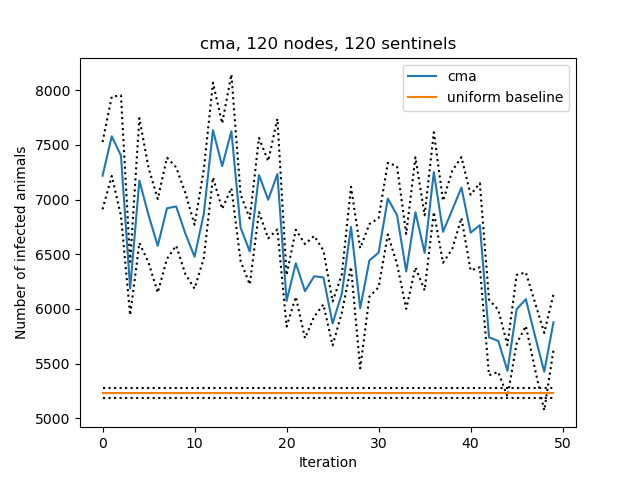 cma, 120 nodes, 120 sentinels
cma
uniform baseline
Number of infected animals
8000
7500
7000
6500
6000
5500
5000
0 10 20 30 40 50
Iteration